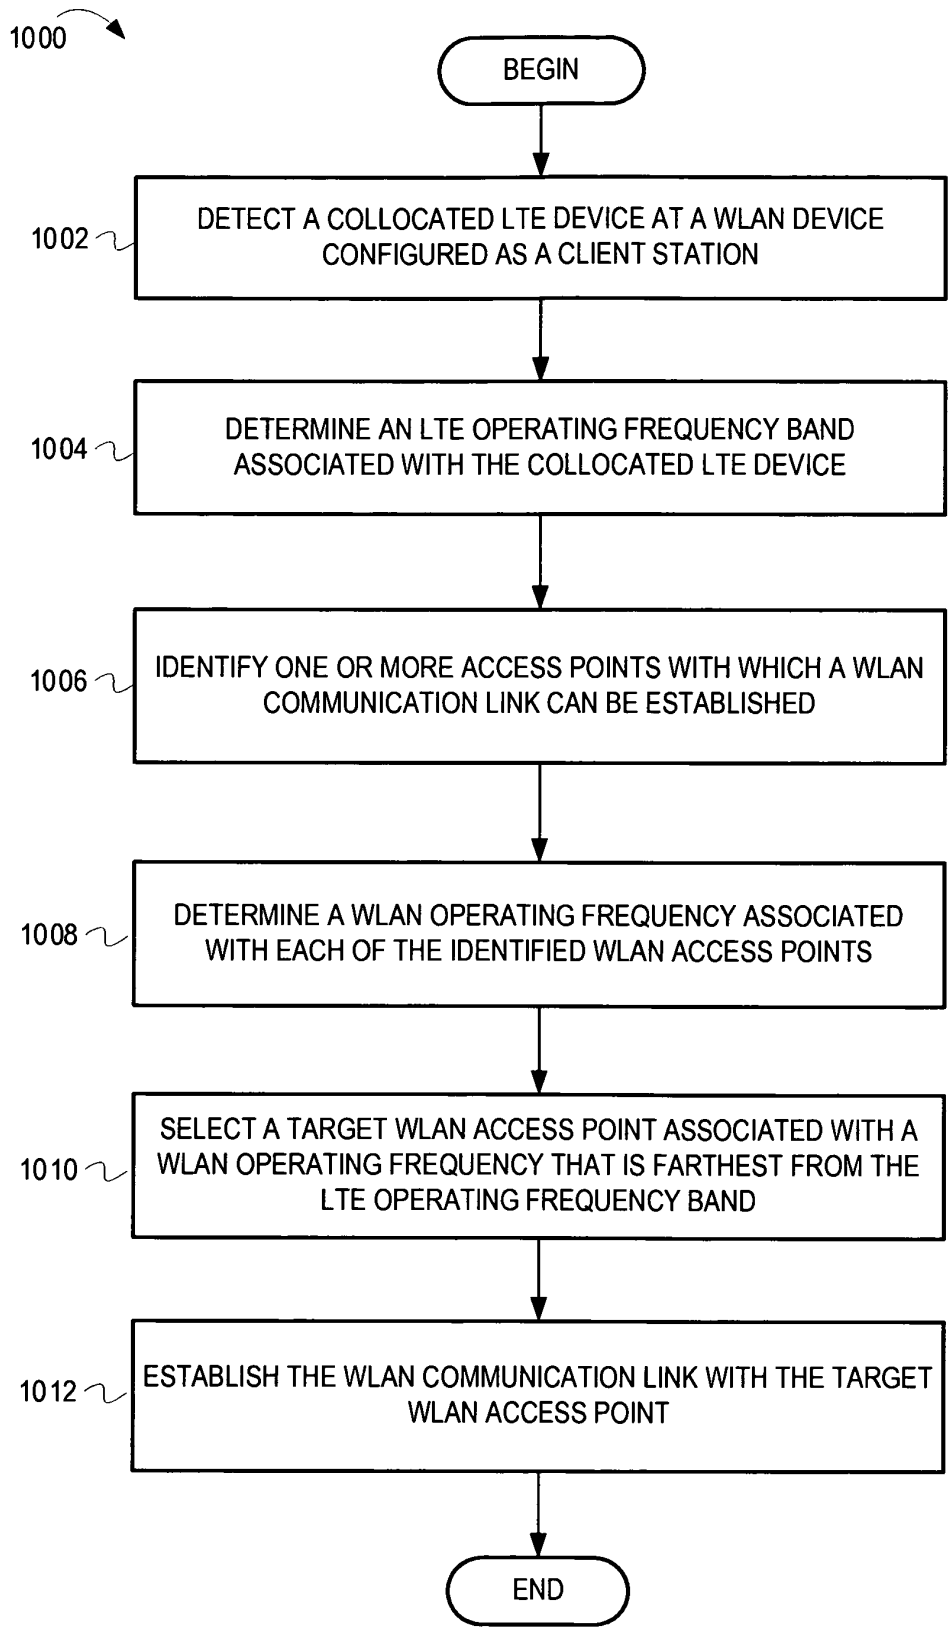 1000
BEGIN
1002
DETECT A COLLOCATED LTE DEVICE AT A WLAN DEVICE
CONFIGURED AS A CLIENT STATION
1004
DETERMINE AN LTE OPERATING FREQUENCY BAND
ASSOCIATED WITH THE COLLOCATED LTE DEVICE
1006
IDENTIFY ONE OR MORE ACCESS POINTS WITH WHICH A WLAN
COMMUNICATION LINK CAN BE ESTABLISHED
1008
DETERMINE A WLAN OPERATING FREQUENCY ASSOCIATED
WITH EACH OF THE IDENTIFIED WLAN ACCESS POINTS
1010
SELECT A TARGET WLAN ACCESS POINT ASSOCIATED WITH A
WLAN OPERATING FREQUENCY THAT IS FARTHEST FROM THE
LTE OPERATING FREQUENCY BAND
1012
ESTABLISH THE WLAN COMMUNICATION LINK WITH THE TARGET
WLAN ACCESS POINT
END